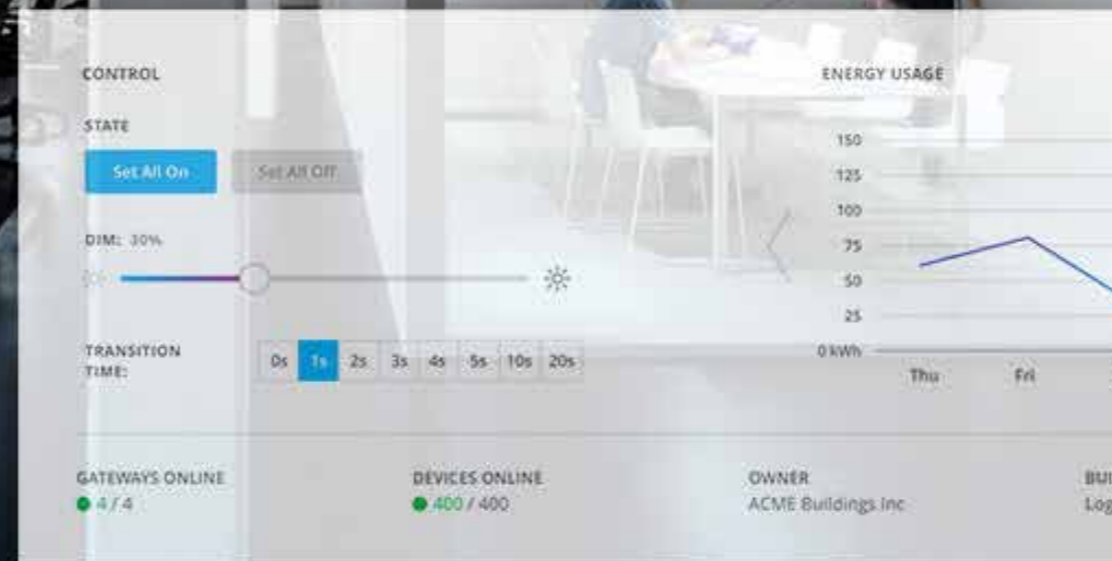 CONTROL
STATE
Set All On
Set All Off
DIM: 30%
TRANSITION
TIME:
0s 1s 2s 3s 4s 5s 10s 20s
ENERGY USAGE
150
125
100
75
50
25
0 kWh
Thu Fri
GATEWAYS ONLINE
4 / 4
DEVICES ONLINE
400 / 400
OWNER
ACME Buildings Inc